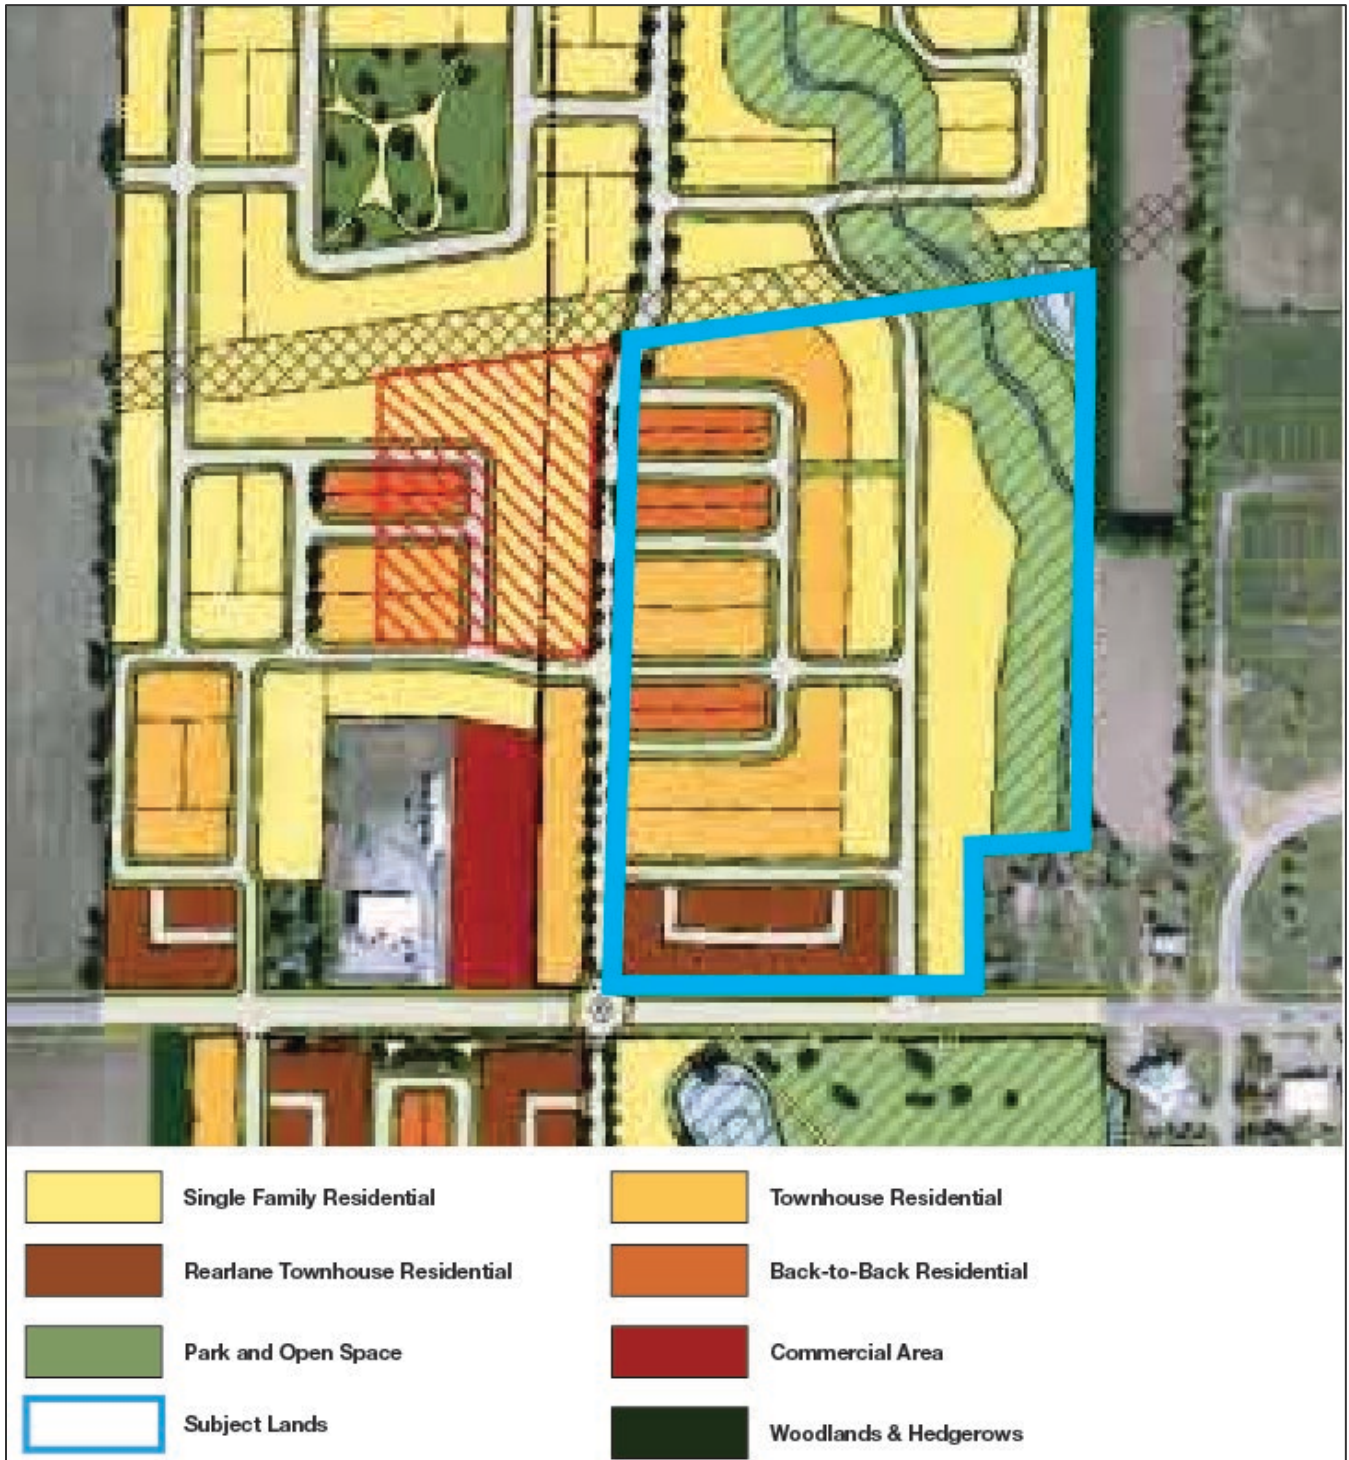 Single Family Residential
Townhouse Residential
Rearlane Townhouse Residential
Back-to-Back Residential
Park and Open Space
Commercial Area
Subject Lands
Woodlands & Hedgerows